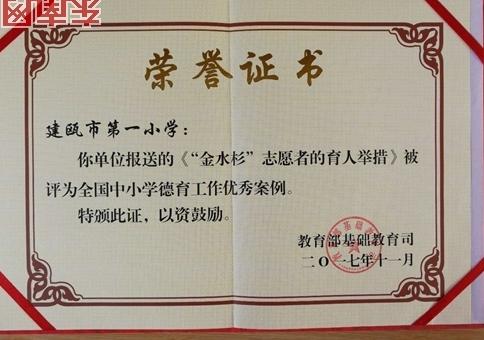 东南网
荣誉证书
建瓯市第一小学：
你单位报送的《“金水杉”志愿者的育人举措》被
评为全国中小学德育工作优秀案例。
特颁此证，以资鼓励。
教育部基础教育司
二〇一七年十一月